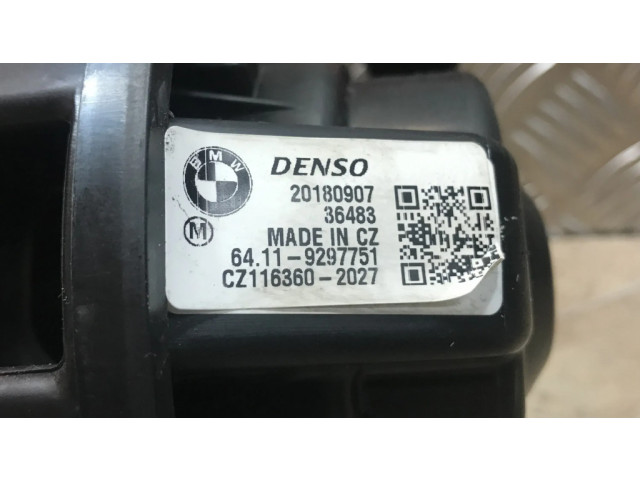 BMW
DENSO
20180907
36483
M
MADE IN CZ
64.11-9297751
CZ116360-2027